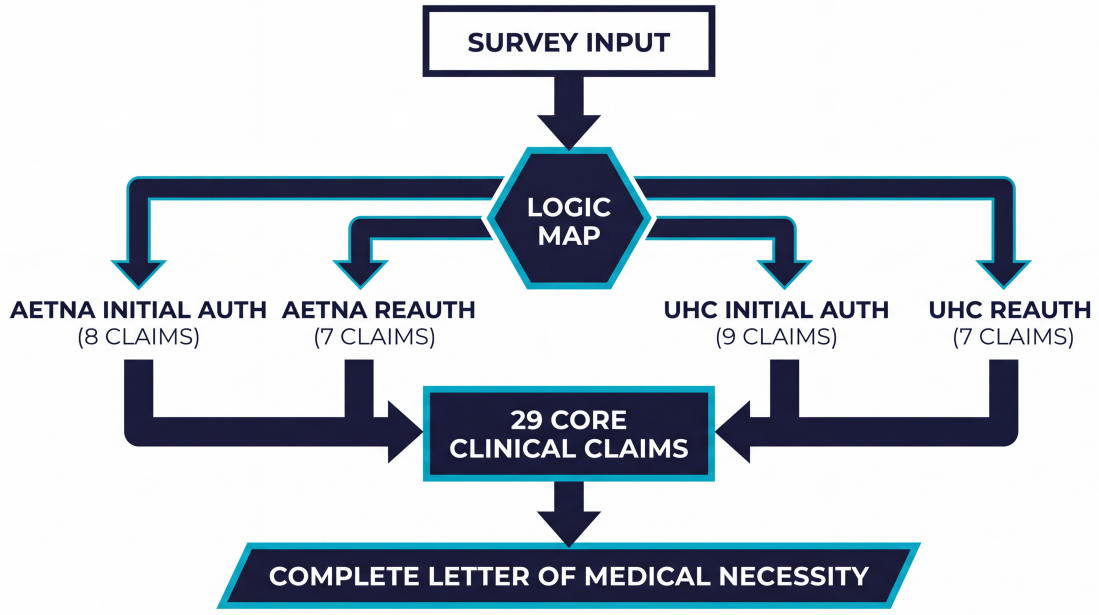 SURVEY INPUT
LOGIC
MAP
AETNA INITIAL AUTH
(8 CLAIMS)
AETNA REAUTH
(7 CLAIMS)
UHC INITIAL AUTH
(9 CLAIMS)
UHC REAUTH
(7 CLAIMS)
29 CORE
CLINICAL CLAIMS
COMPLETE LETTER OF MEDICAL NECESSITY